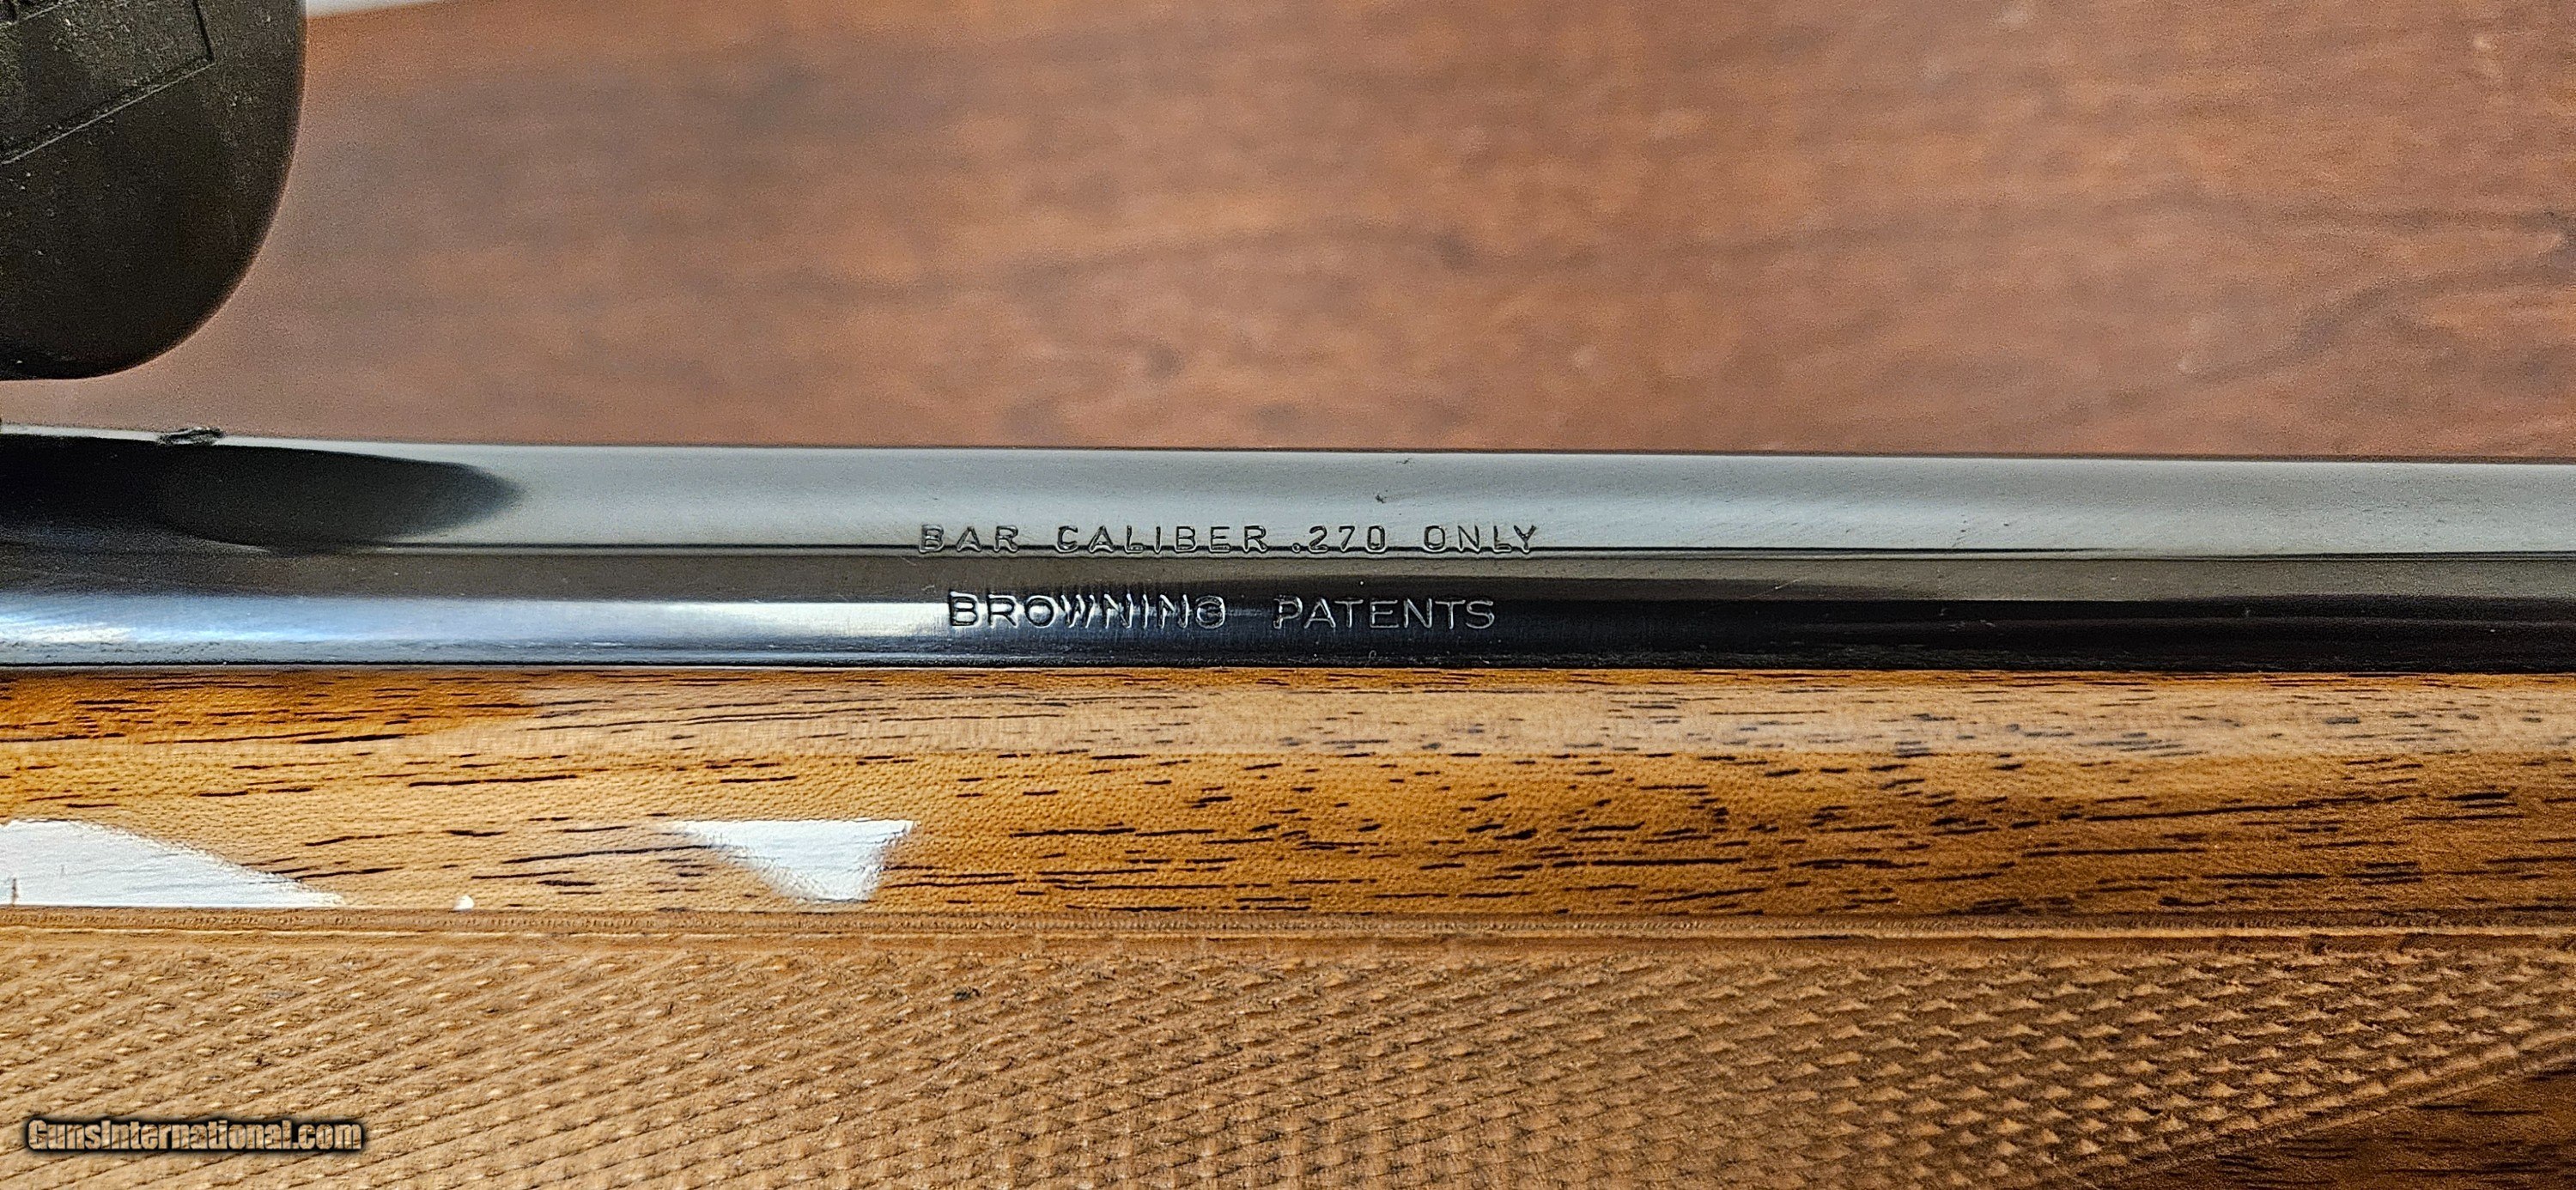 BAR CALIBER .270 ONLY
BROWNING PATENTS
GunsInternational.com